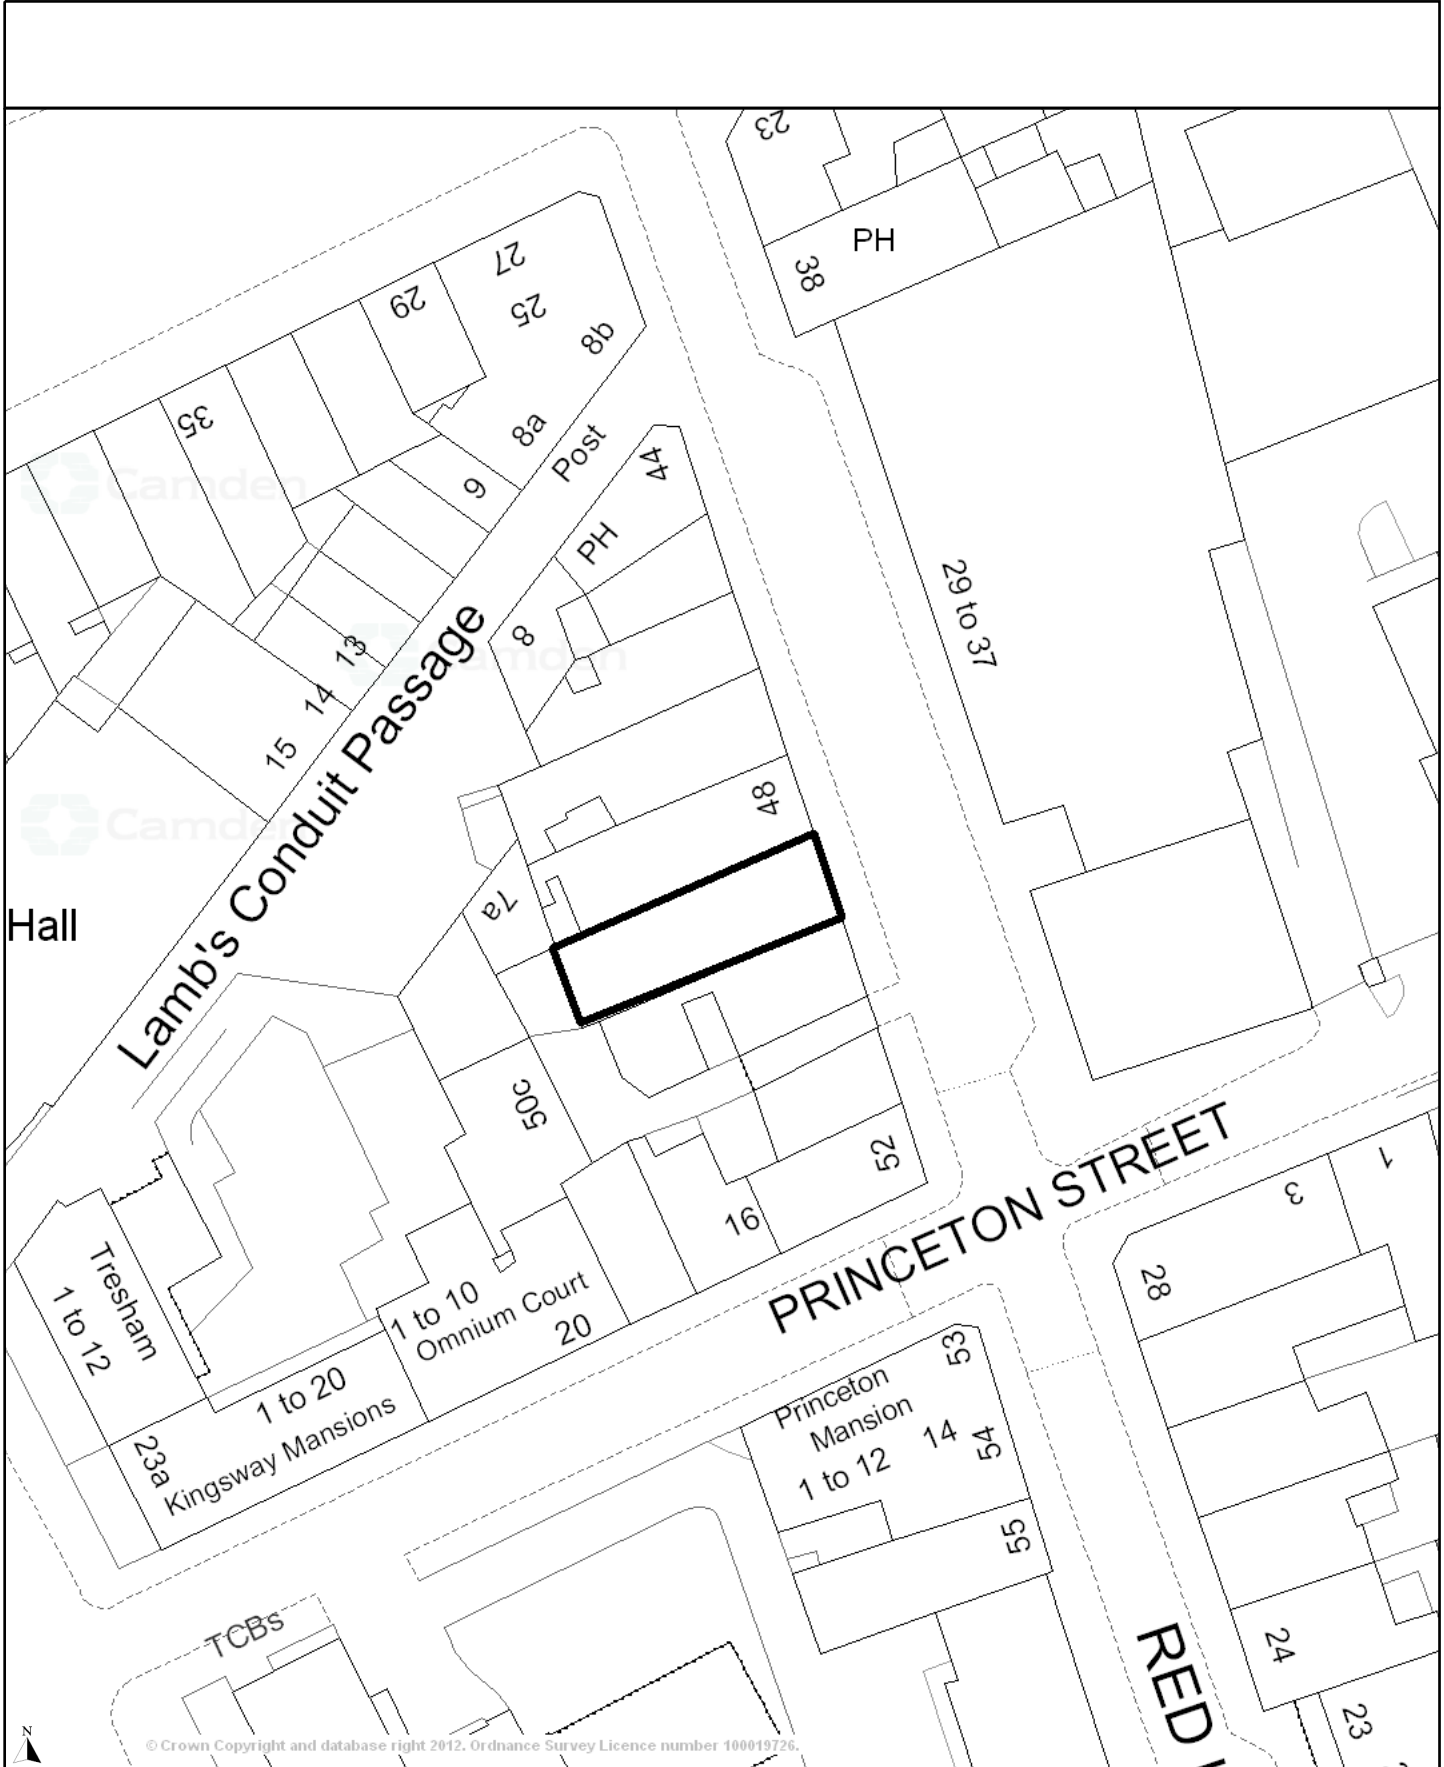 23
PH
38
27
25
29
8b
35
8a
Post
44
9
PH
8
29 to 37
13
14
15
Camden
Camden
Camden
Lamb's Conduit Passage
48
7a
Hall
50c
52
16
PRINCETON STREET
1
3
28
Tresham
1 to 12
1 to 10
Omnium Court
20
1 to 20
Kingsway Mansions
23a
53
Princeton
Mansion
14
54
1 to 12
55
TCBs
24
23
RED
N
© Crown Copyright and database right 2012. Ordnance Survey Licence number 100019726.